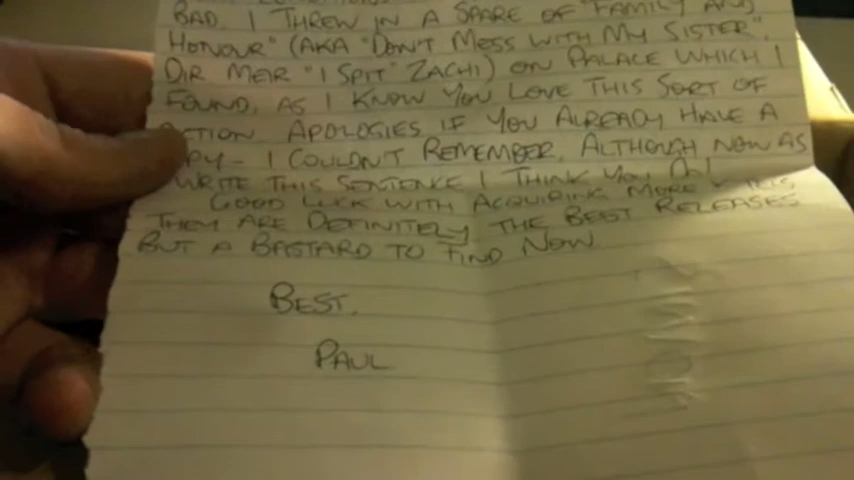 BAD. I THREW IN A SPARE OF "FAMILY AND
HONOUR" (AKA "DON'T MESS WITH MY SISTER".
DIR MEIR "I SPIT" ZACHI) ON PALACE WHICH I
FOUND, AS I KNOW YOU LOVE THIS SORT OF
ACTION APOLOGIES IF YOU ALREADY HAVE A
PY - I COULDN'T REMEMBER. ALTHOUGH NOW AS
WRITE THIS SENTENCE I THINK YOU DO!
GOOD LUCK WITH ACQUIRING MORE
THEY ARE DEFINITELY THE BEST RELEASES
BUT A BASTARD TO FIND NOW
BEST,
PAUL